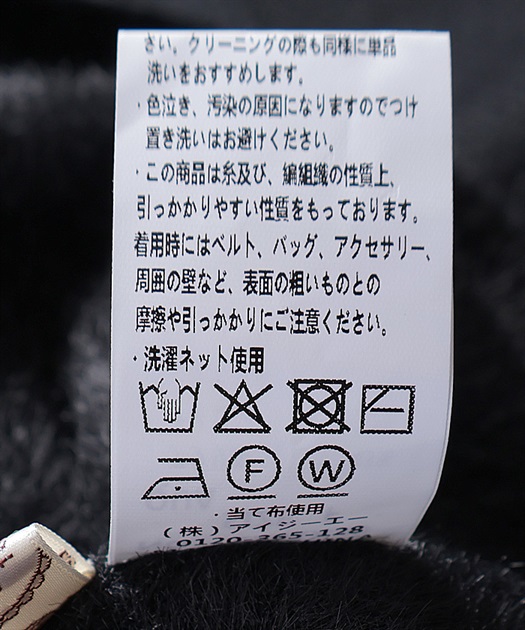 さい。クリーニングの際も同様に単品
洗いをおすすめします。
・色泣き、汚染の原因になりますのでつけ
置き洗いはお避けください。
・この商品は糸及び、編組織の性質上、
引っかかりやすい性質をもっております。
着用時にはベルト、バッグ、アクセサリー、
周囲の壁など、表面の粗いものとの
摩擦や引っかかりにご注意ください。
・洗濯ネット使用
F W
・当て布使用
(株)アイジーエー
0120-365-128